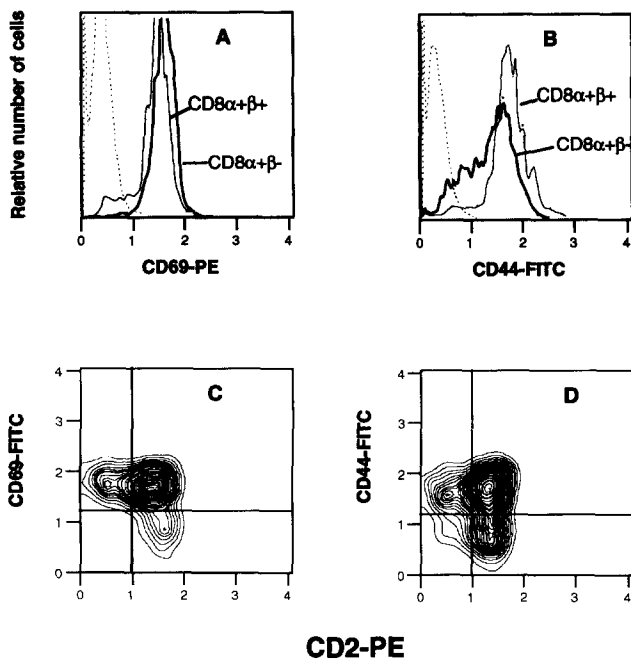 Relative number of cells
A
CD8α+β+
CD8α+β-
0 1 2 3 4
CD69-PE
B
CD8α+β+
CD8α+β-
0 1 2 3 4
CD44-FITC
C
CD69-FITC
4
3
2
1
0
0 1 2 3 4
D
CD44-FITC
4
3
2
1
0
0 1 2 3 4
CD2-PE